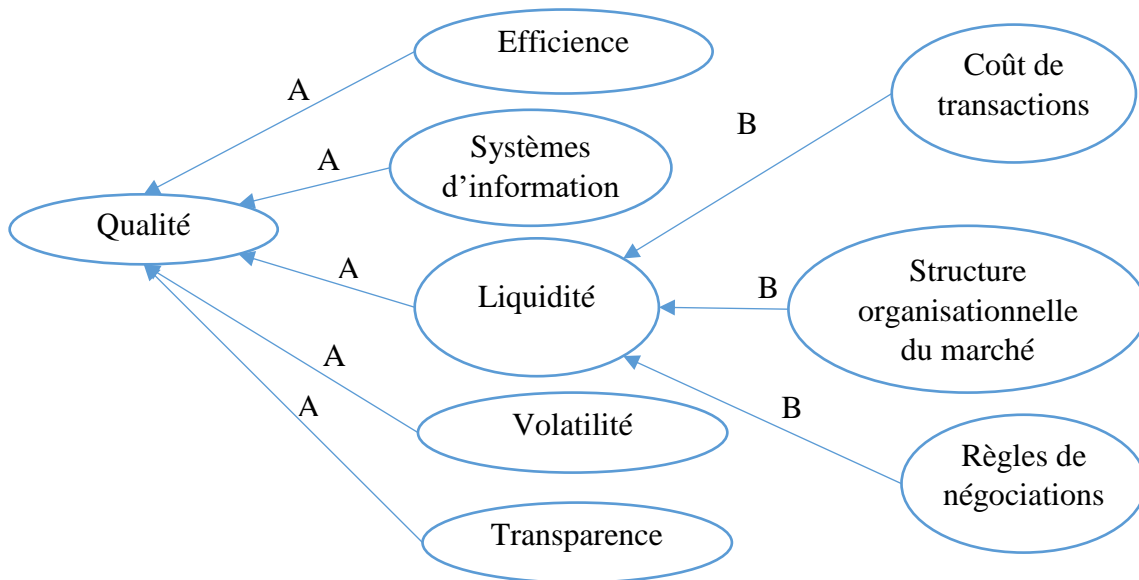 Efficience
Coût de
transactions
A
B
A
Systèmes
d’information
Qualité
A
Liquidité
B
Structure
organisationnelle
du marché
A
A
Volatilité
B
Règles de
négociations
Transparence